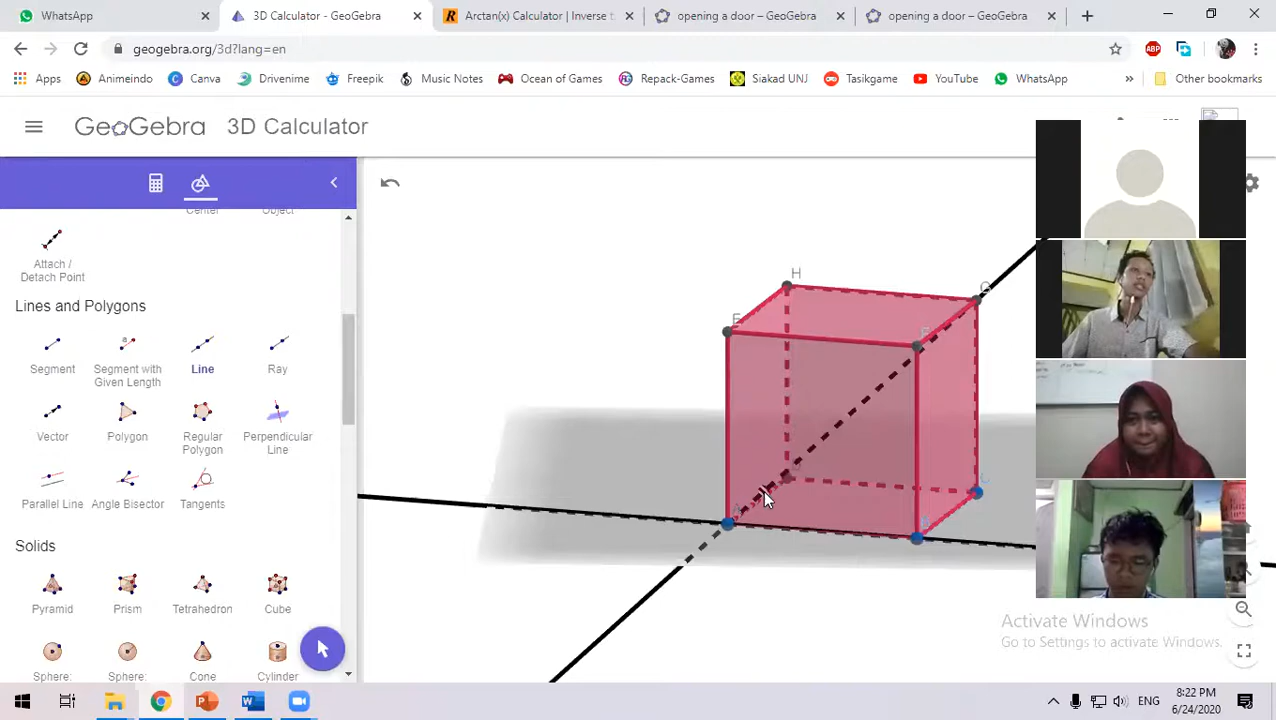 WhatsApp
3D Calculator - GeoGebra
Arctan(x) Calculator | Inverse t
opening a door – GeoGebra
opening a door – GeoGebra
geogebra.org/3d?lang=en
ABP
Apps
Animeindo
Canva
Drivenime
Freepik
Music Notes
Ocean of Games
Repack-Games
Siakad UNJ
Tasikgame
YouTube
WhatsApp
Other bookmarks
GeoGebra
3D Calculator
Center
Object
Attach /
Detach Point
Lines and Polygons
Segment
Segment with
Given Length
Line
Ray
Vector
Polygon
Regular
Polygon
Perpendicular
Line
Parallel Line
Angle Bisector
Tangents
Solids
Pyramid
Prism
Tetrahedron
Cube
Sphere:
Sphere:
Cone
Cylinder
H
E
F
G
A
B
C
D
Activate Windows
Go to Settings to activate Windows.
ENG
8:22 PM
6/24/2020